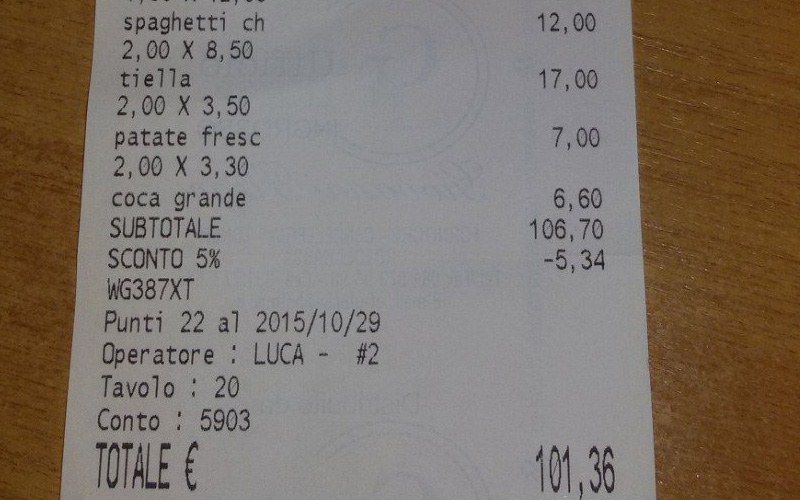 spaghetti ch 12,00
2,00 X 8,50
tiella 17,00
2,00 X 3,50
patate fresc 7,00
2,00 X 3,30
coca grande 6,60
SUBTOTALE 106,70
SCONTO 5% -5,34
WG387XT
Punti 22 al 2015/10/29
Operatore : LUCA - #2
Tavolo : 20
Conto : 5903
TOTALE € 101,36